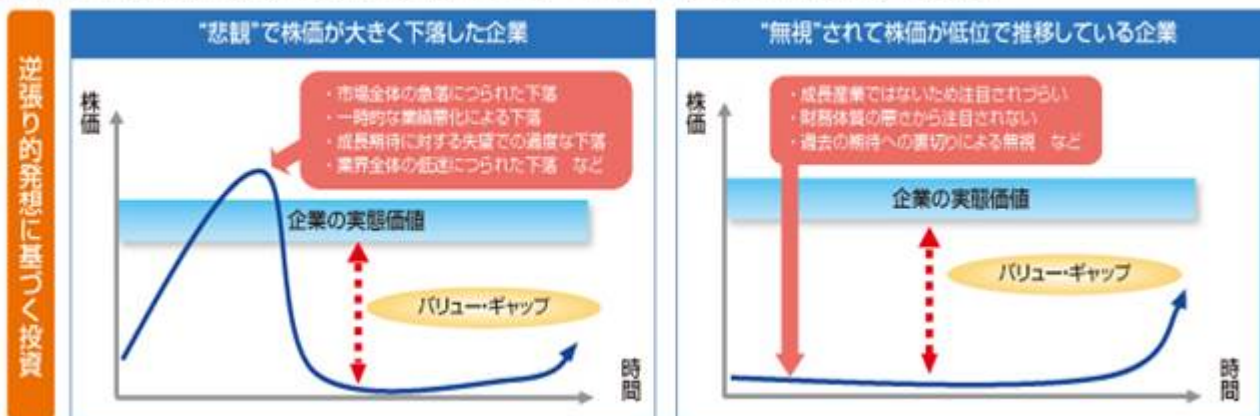 逆張り的発想に基づく投資
“悲観”で株価が大きく下落した企業
株価
・市場全体の急落につられた下落
・一時的な業績悪化による下落
・成長期待に対する失望での過度な下落
・業界全体の低迷につられた下落　など
企業の実態価値
バリュー・ギャップ
時間
“無視”されて株価が低位で推移している企業
株価
・成長産業ではないため注目されづらい
・財務体質の悪さから注目されない
・過去の期待への裏切りによる無視　など
企業の実態価値
バリュー・ギャップ
時間